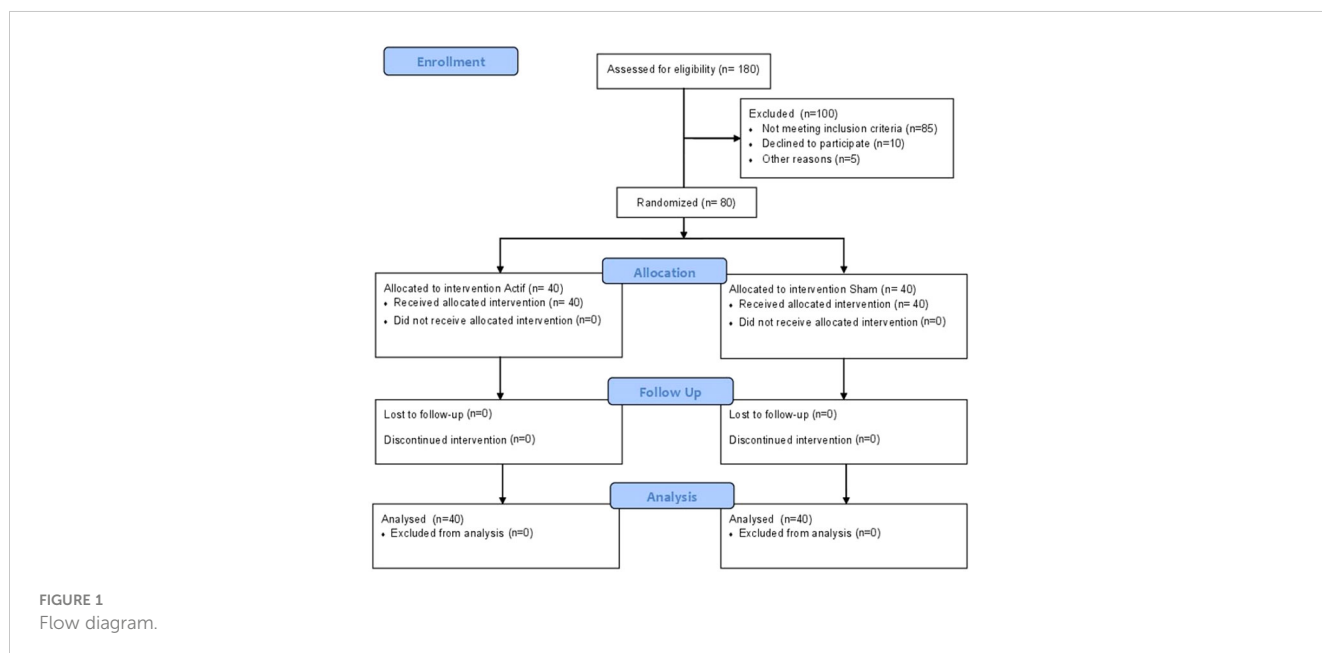 Enrollment
Assessed for eligibility (n= 180)
Excluded (n=100)
• Not meeting inclusion criteria (n=85)
• Declined to participate (n=10)
• Other reasons (n=5)
Randomized (n= 80)
Allocation
Allocated to intervention Actif (n= 40)
• Received allocated intervention (n= 40)
• Did not receive allocated intervention (n=0)
Allocated to intervention Sham (n= 40)
• Received allocated intervention (n= 40)
• Did not receive allocated intervention (n=0)
Follow Up
Lost to follow-up (n=0)
Discontinued intervention (n=0)
Lost to follow-up (n=0)
Discontinued intervention (n=0)
Analysis
Analysed (n=40)
• Excluded from analysis (n=0)
Analysed (n=40)
• Excluded from analysis (n=0)
FIGURE 1
Flow diagram.